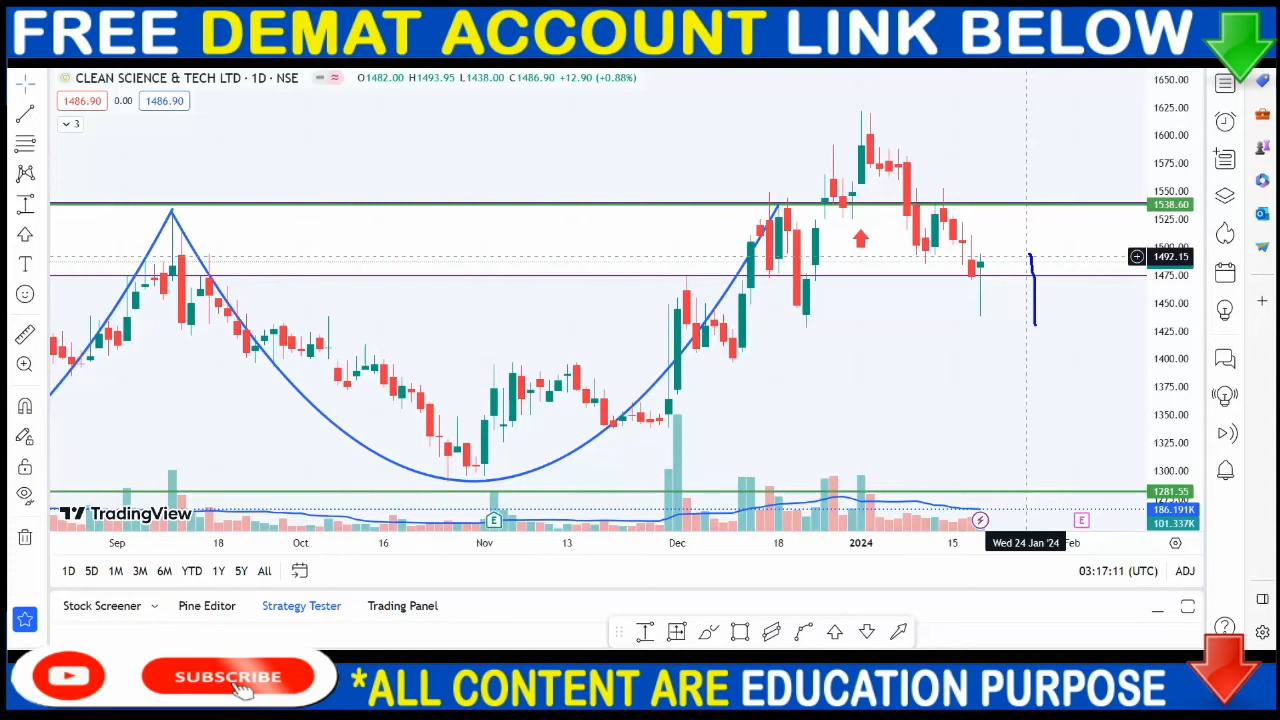 FREE DEMAT ACCOUNT LINK BELOW
CLEAN SCIENCE & TECH LTD · 1D · NSE
O1482.00 H1493.95 L1438.00 C1486.90 +12.90 (+0.88%)
1486.90 0.00 1486.90
3
1650.00
1625.00
1600.00
1575.00
1550.00
1538.60
1525.00
1500.00
1492.15
1475.00
1450.00
1425.00
1400.00
1375.00
1350.00
1325.00
1300.00
1281.55
186.191K
101.337K
TradingView
E
E
Sep 18 Oct 16 Nov 13 Dec 18 2024 15 Wed 24 Jan '24 Feb
1D 5D 1M 3M 6M YTD 1Y 5Y All
03:17:11 (UTC) ADJ
Stock Screener Pine Editor Strategy Tester Trading Panel
SUBSCRIBE
*ALL CONTENT ARE EDUCATION PURPOSE